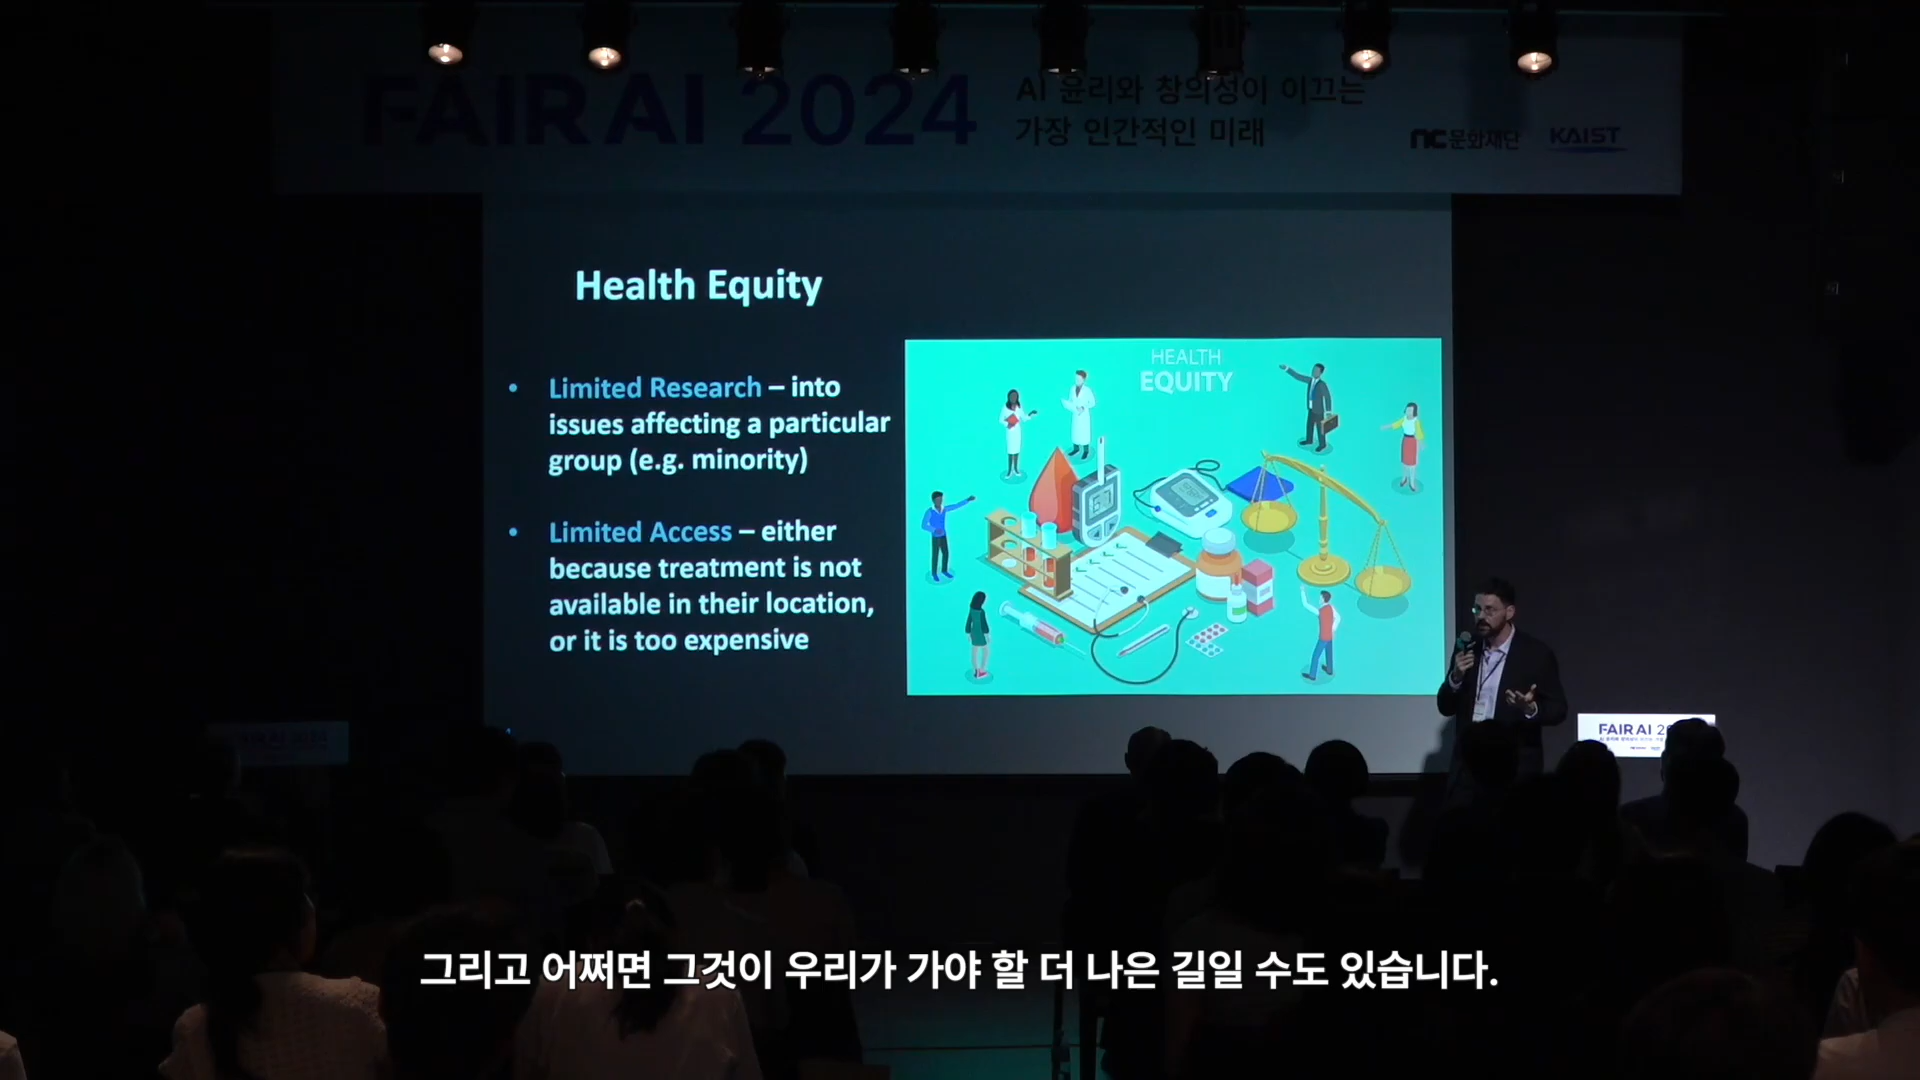 FAIR AI 2024
AI 윤리와 창의성이 이끄는
가장 인간적인 미래
nc문화재단
KAIST
Health Equity
• Limited Research – into
issues affecting a particular
group (e.g. minority)
• Limited Access – either
because treatment is not
available in their location,
or it is too expensive
HEALTH
EQUITY
FAIR AI 2
그리고 어쩌면 그것이 우리가 가야 할 더 나은 길일 수도 있습니다.